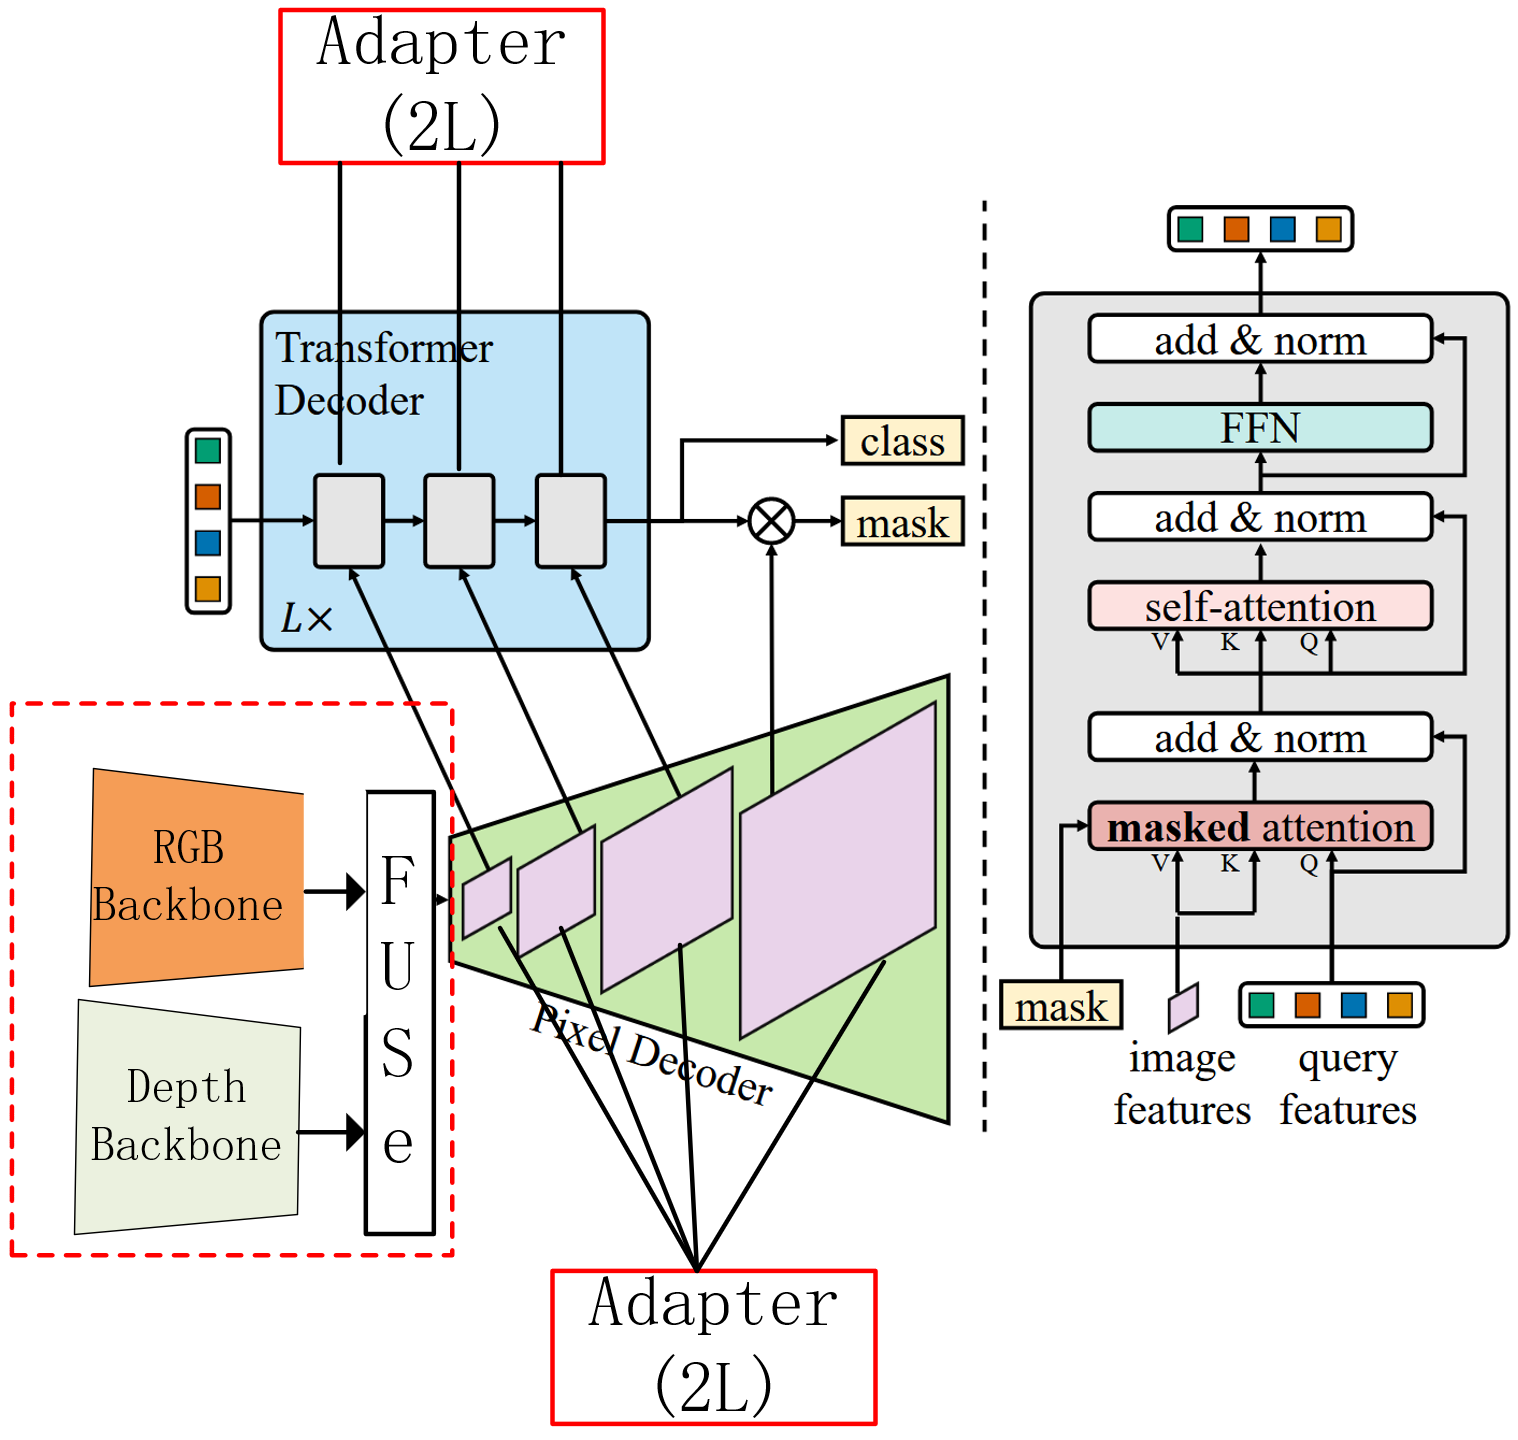 Adapter
(2L)
Transformer
Decoder
L×
class
mask
RGB
Backbone
Depth
Backbone
F
U
S
e
Pixel Decoder
Adapter
(2L)
add & norm
FFN
add & norm
self-attention
V K Q
add & norm
masked attention
V K Q
mask
image
features
query
features